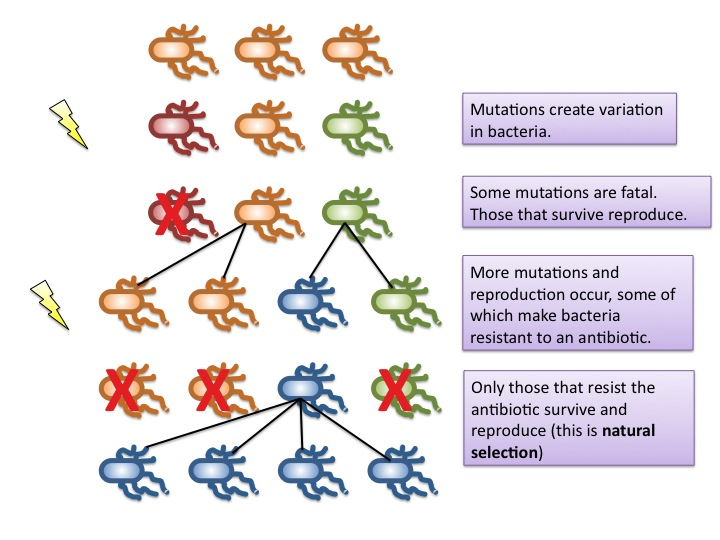 Mutations create variation
in bacteria.
Some mutations are fatal.
Those that survive reproduce.
More mutations and
reproduction occur, some of
which make bacteria
resistant to an antibiotic.
X
X
X
X
Only those that resist the
antibiotic survive and
reproduce (this is natural
selection)